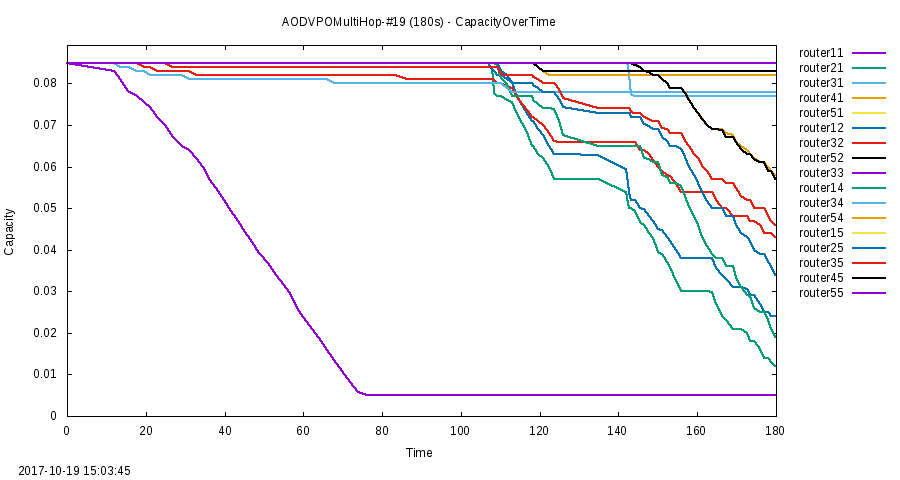 AODVPOMultiHop-#19 (180s) - CapacityOverTime
Capacity
0.08
0.07
0.06
0.05
0.04
0.03
0.02
0.01
0
0 20 40 60 80 100 120 140 160 180
Time
router11
router21
router31
router41
router51
router12
router32
router52
router33
router14
router34
router54
router15
router25
router35
router45
router55
2017-10-19 15:03:45